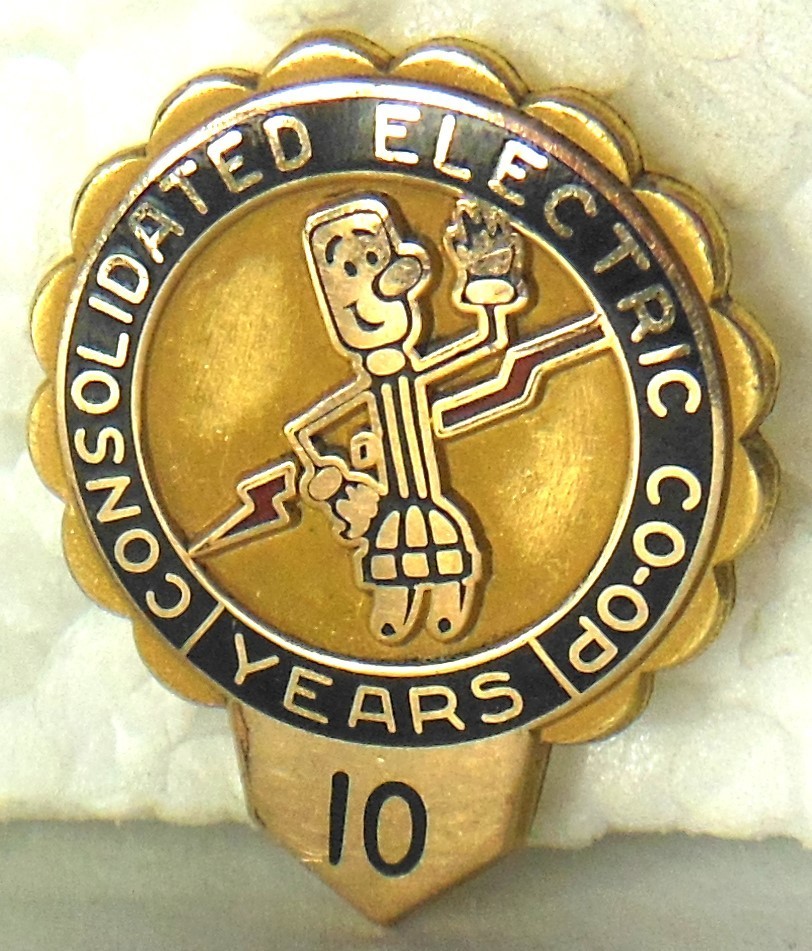 CONSOLIDATED ELECTRIC CO-OP
YEARS
10